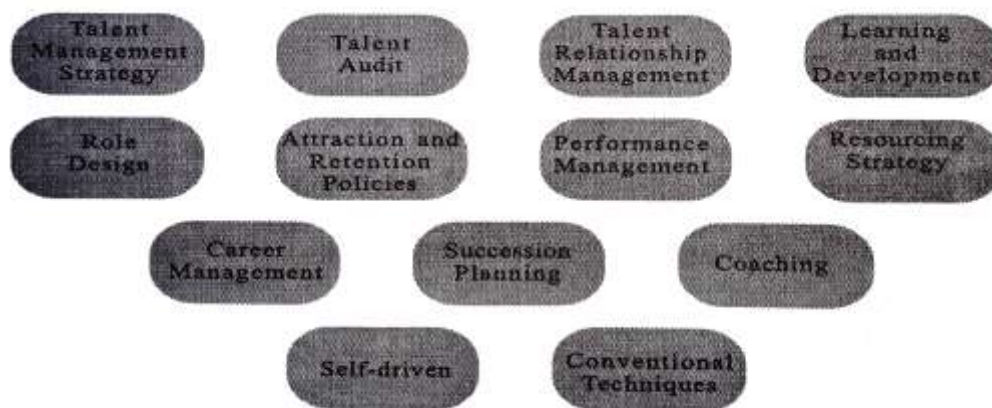 Talent
Management
Strategy
Talent
Audit
Talent
Relationship
Management
Learning
and
Development
Role
Design
Attraction and
Retention
Policies
Performance
Management
Resourcing
Strategy
Career
Management
Succession
Planning
Coaching
Self-driven
Conventional
Techniques